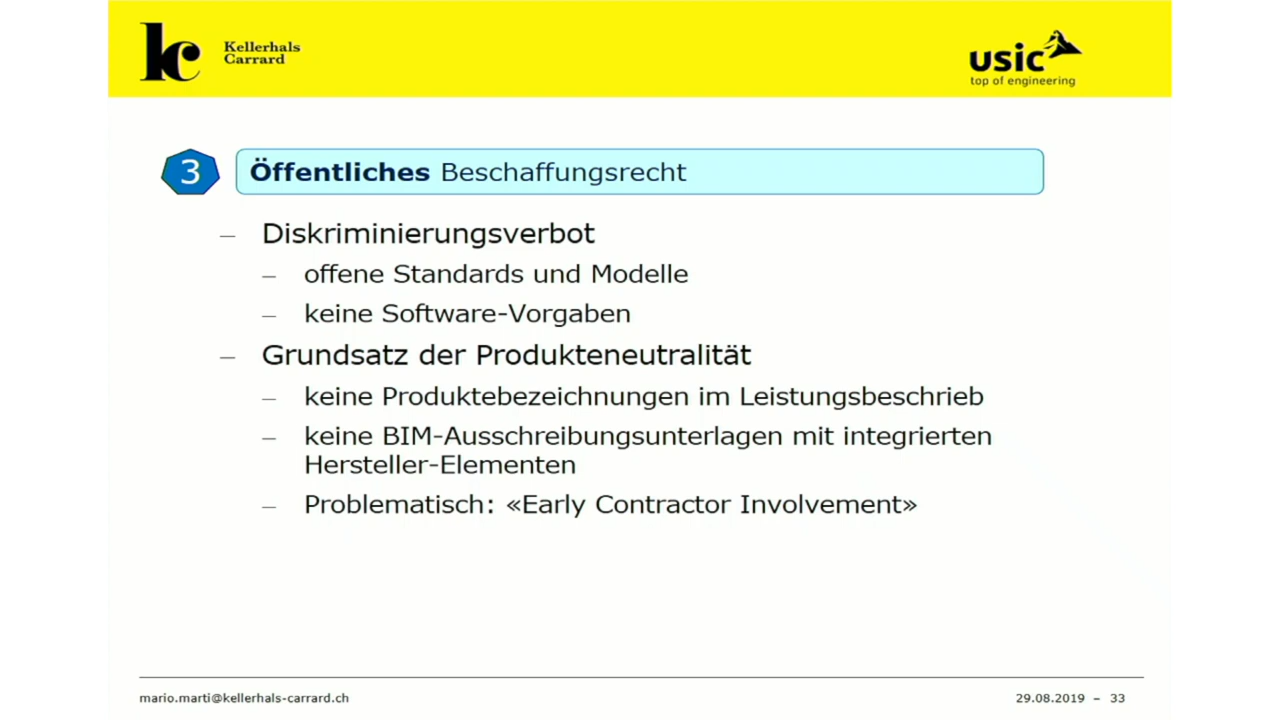 kc Kellerhals
Carrard
usic
top of engineering
3 Öffentliches Beschaffungsrecht
– Diskriminierungsverbot
– offene Standards und Modelle
– keine Software-Vorgaben
– Grundsatz der Produkteneutralität
– keine Produktebezeichnungen im Leistungsbeschrieb
– keine BIM-Ausschreibungsunterlagen mit integrierten
Hersteller-Elementen
– Problematisch: «Early Contractor Involvement»
mario.marti@kellerhals-carrard.ch
29.08.2019 – 33